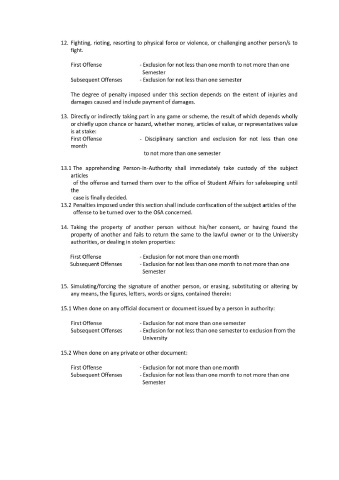 12. Fighting, rioting, resorting to physical force or violence, or challenging another person/s to
fight.
First Offense - Exclusion for not less than one month to not more than one
Semester
Subsequent Offenses - Exclusion for not less than one semester
The degree of penalty imposed under this section depends on the extent of injuries and
damages caused and include payment of damages.
13. Directly or indirectly taking part in any game or scheme, the result of which depends wholly
or chiefly upon chance or hazard, whether money, articles of value, or representatives value
is at stake:
First Offense - Disciplinary sanction and exclusion for not less than one
month
to not more than one semester
13.1 The apprehending Person-in-Authority shall immediately take custody of the subject
articles
of the offense and turned them over to the office of Student Affairs for safekeeping until
the
case is finally decided.
13.2 Penalties imposed under this section shall include confiscation of the subject articles of the
offense to be turned over to the OSA concerned.
14. Taking the property of another person without his/her consent, or having found the
property of another and fails to return the same to the lawful owner or to the University
authorities, or dealing in stolen properties:
First Offense - Exclusion for not more than one month
Subsequent Offenses - Exclusion for not less than one month to not more than one
Semester
15. Simulating/forcing the signature of another person, or erasing, substituting or altering by
any means, the figures, letters, words or signs, contained therein:
15.1 When done on any official document or document issued by a person in authority:
First Offense - Exclusion for not more than one semester
Subsequent Offenses - Exclusion for not less than one semester to exclusion from the
University
15.2 When done on any private or other document:
First Offense - Exclusion for not more than one month
Subsequent Offenses - Exclusion for not less than one month to not more than one
Semester